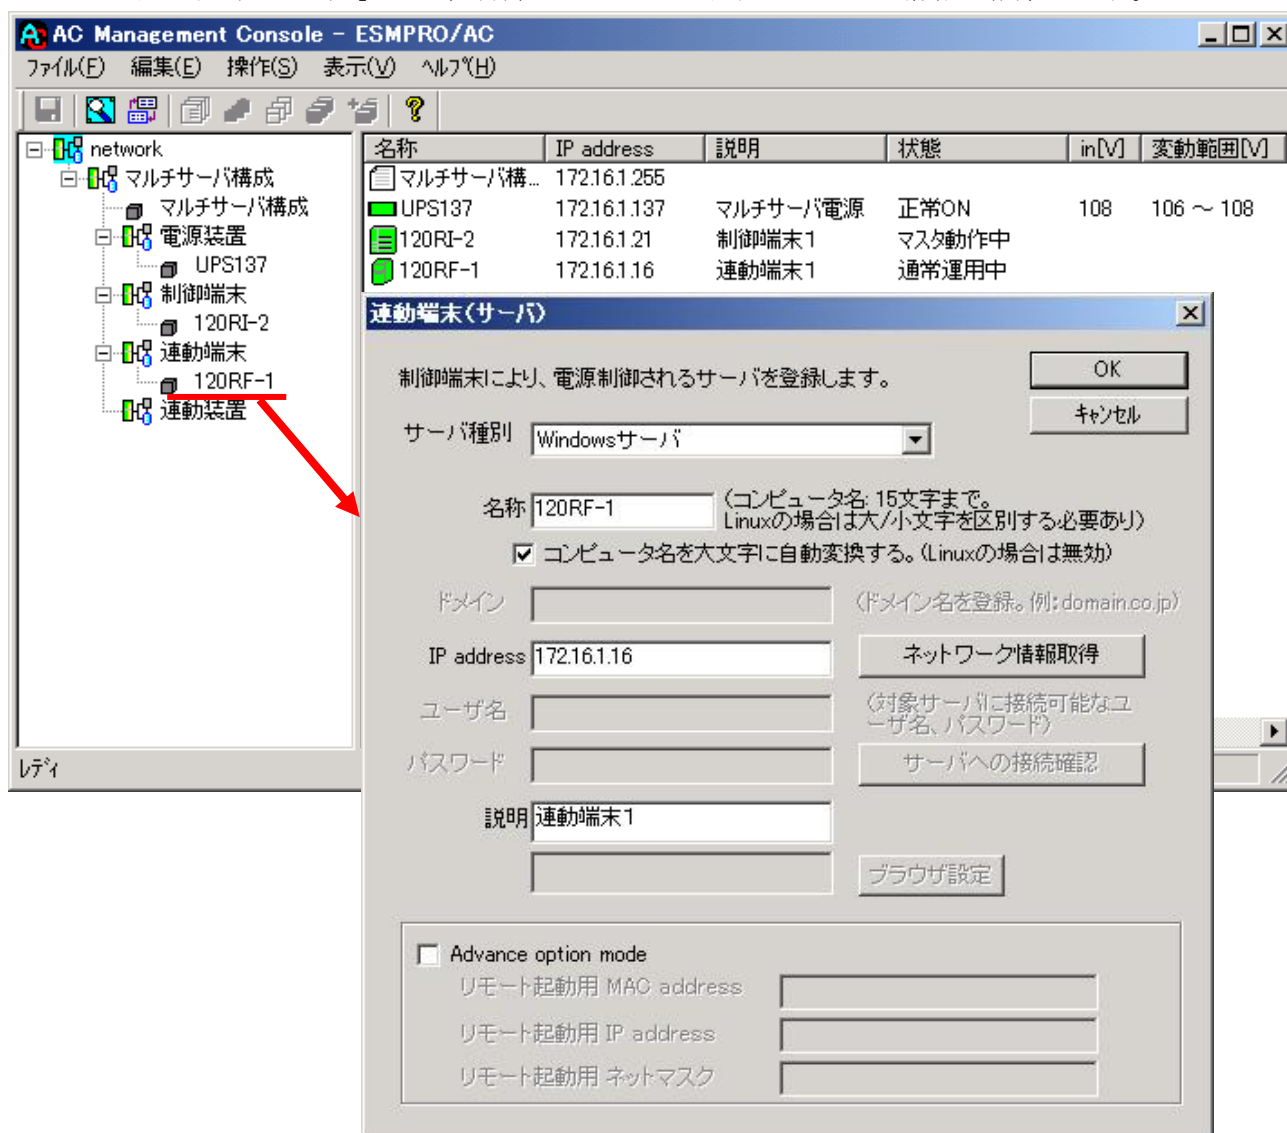 AC Management Console - ESMPRO/AC
ﾌｧｲﾙ(F) 編集(E) 操作(S) 表示(V) ﾍﾙﾌﾟ(H)
network
マルチサーバ構成
マルチサーバ構成
電源装置
UPS137
制御端末
120RI-2
連動端末
120RF-1
連動装置
名称 IP address 説明 状態 in[V] 変動範囲[V]
マルチサーバ構... 172.16.1.255
UPS137 172.16.1.137 マルチサーバ電源 正常ON 108 106 ～ 108
120RI-2 172.16.1.21 制御端末1 マスタ動作中
120RF-1 172.16.1.16 連動端末1 通常運用中
ﾚﾃﾞｨ
連動端末(サーバ)
制御端末により、電源制御されるサーバを登録します。
OK
ｷｬﾝｾﾙ
サーバ種別 Windowsサーバ
名称 120RF-1 (コンピュータ名: 15文字まで。
Linuxの場合は大/小文字を区別する必要あり)
コンピュータ名を大文字に自動変換する。(Linuxの場合は無効)
ドメイン (ドメイン名を登録。例:domain.co.jp)
IP address 172.16.1.16 ネットワーク情報取得
ユーザ名 (対象サーバに接続可能なユ
ーザ名、パスワード)
パスワード サーバへの接続確認
説明 連動端末1
ブラウザ設定
Advance option mode
リモート起動用 MAC address
リモート起動用 IP address
リモート起動用 ネットマスク